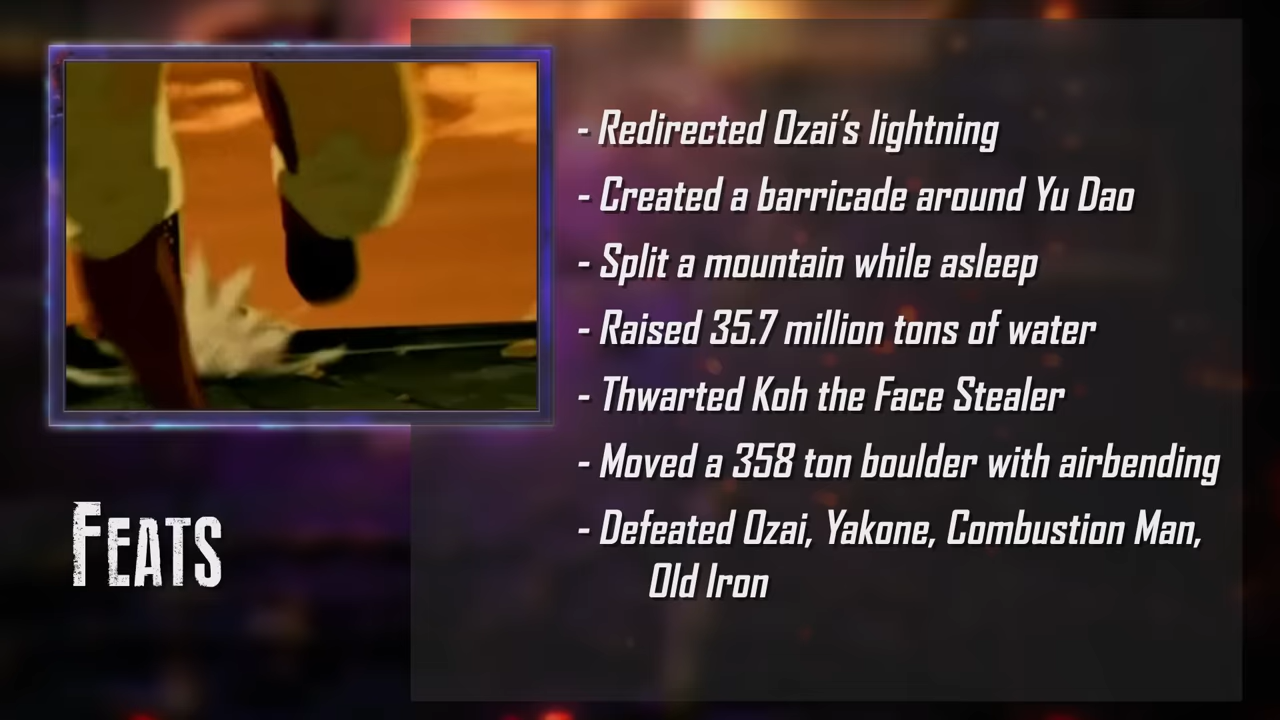 - Redirected Ozai's lightning
- Created a barricade around Yu Dao
- Split a mountain while asleep
- Raised 35.7 million tons of water
- Thwarted Koh the Face Stealer
- Moved a 358 ton boulder with airbending
- Defeated Ozai, Yakone, Combustion Man,
Old Iron
Feats